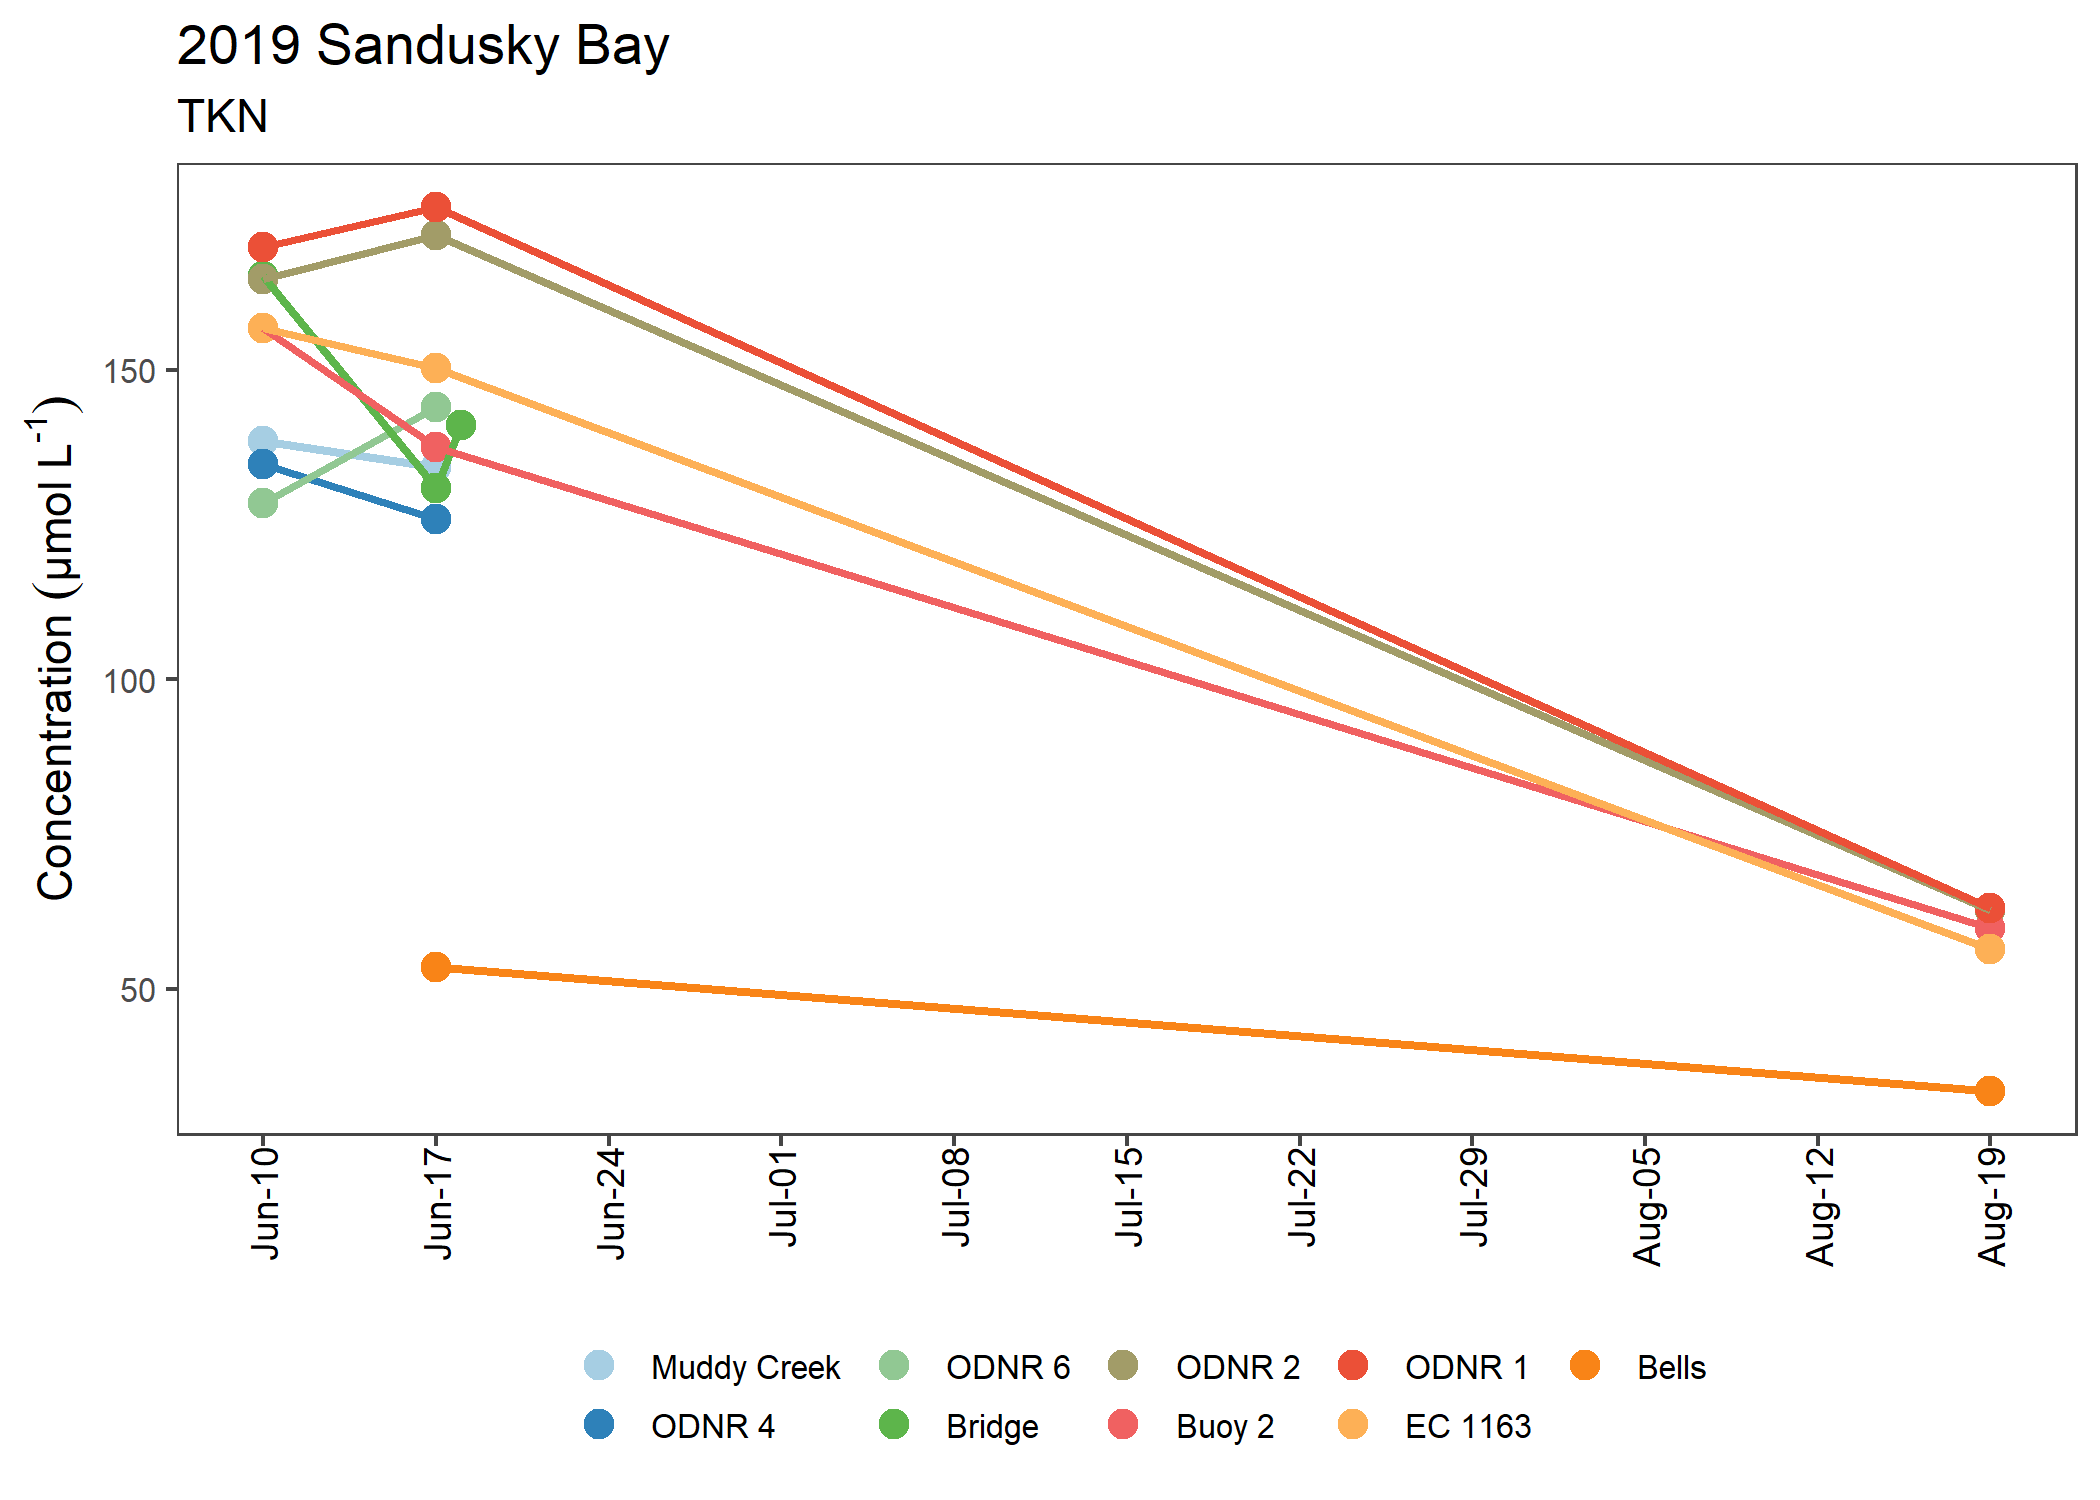 2019 Sandusky Bay
TKN
Concentration (µmol L⁻¹)
150
100
50
Jun-10
Jun-17
Jun-24
Jul-01
Jul-08
Jul-15
Jul-22
Jul-29
Aug-05
Aug-12
Aug-19
Muddy Creek ODNR 6 ODNR 2 ODNR 1 Bells
ODNR 4 Bridge Buoy 2 EC 1163